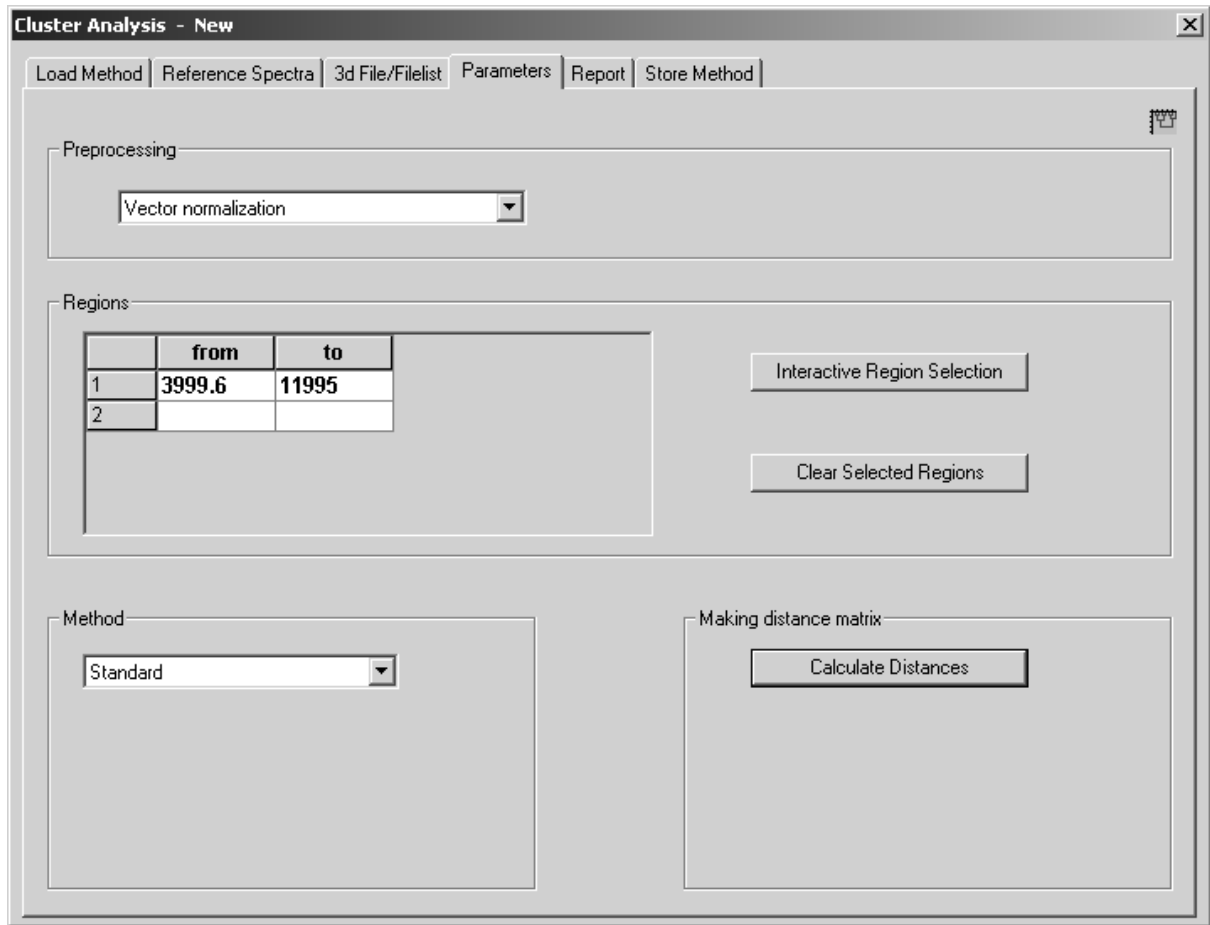 Cluster Analysis - New
Load Method Reference Spectra 3d File/Filelist Parameters Report Store Method
Preprocessing
Vector normalization
Regions
from to
1 3999.6 11995
2
Interactive Region Selection
Clear Selected Regions
Method
Standard
Making distance matrix
Calculate Distances